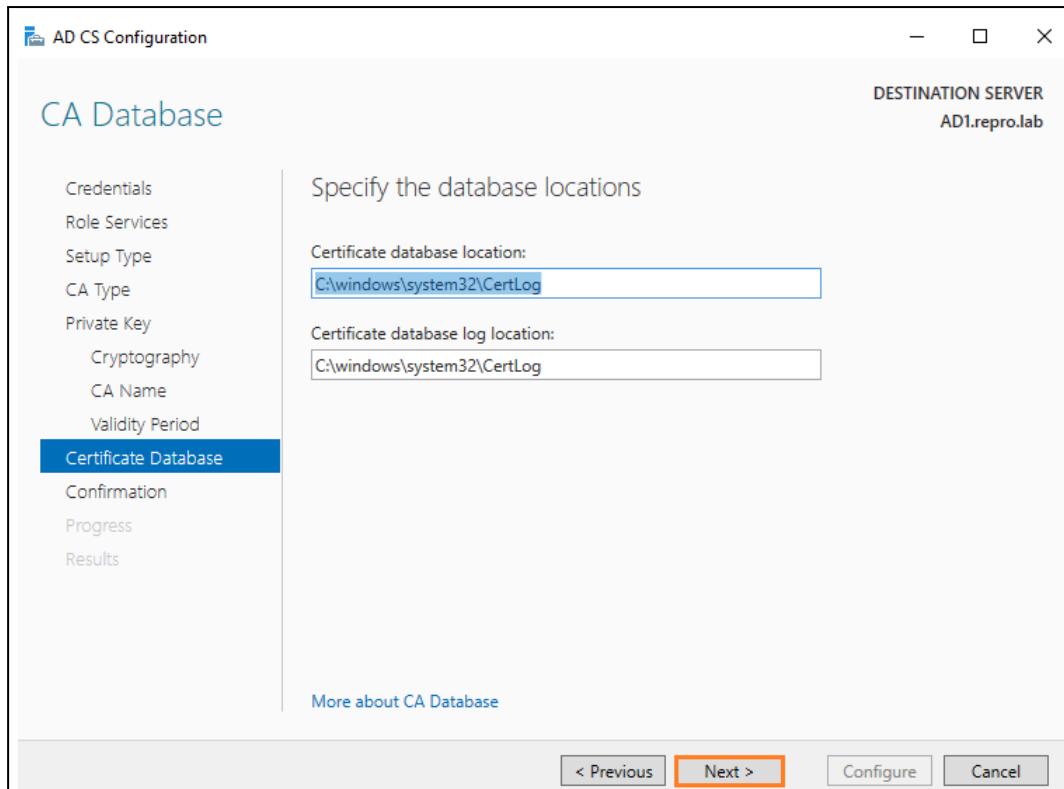 AD CS Configuration
CA Database
DESTINATION SERVER
AD1.repro.lab
Credentials
Role Services
Setup Type
CA Type
Private Key
Cryptography
CA Name
Validity Period
Certificate Database
Confirmation
Progress
Results
Specify the database locations
Certificate database location:
C:\windows\system32\CertLog
Certificate database log location:
C:\windows\system32\CertLog
More about CA Database
< Previous
Next >
Configure
Cancel